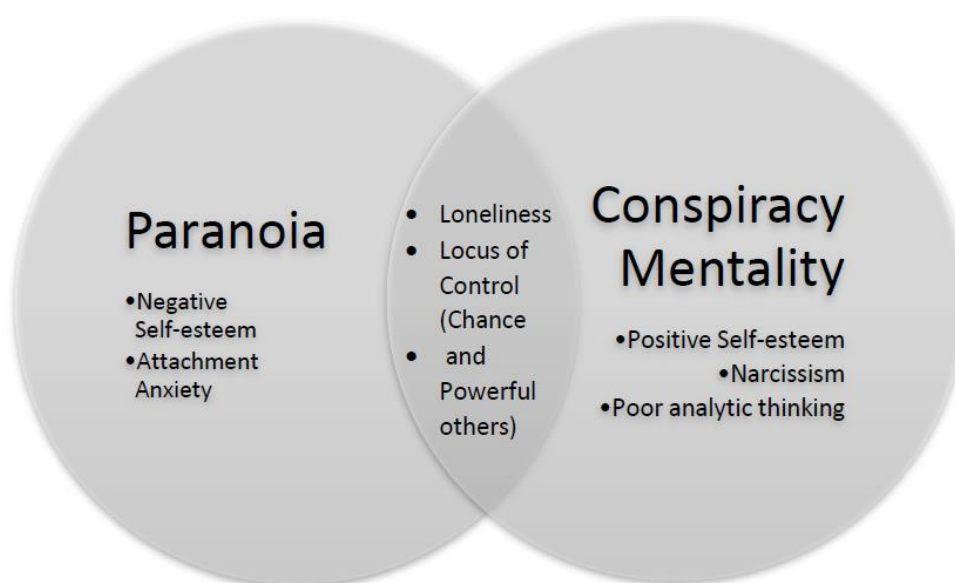 Paranoia
•Negative
Self-esteem
•Attachment
Anxiety
• Loneliness
• Locus of
Control
(Chance
• and
Powerful
others)
Conspiracy
Mentality
•Positive Self-esteem
•Narcissism
•Poor analytic thinking